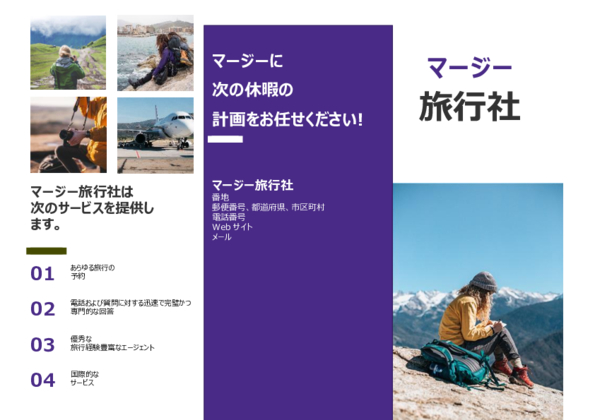 マージー旅行社は
次のサービスを提供し
ます。
01
あらゆる旅行の
予約
02
電話および質問に対する迅速で完璧かつ
専門的な回答
03
優秀な
旅行経験豊富なエージェント
04
国際的な
サービス
マージーに
次の休暇の
計画をお任せください!
マージー旅行社
番地
郵便番号、都道府県、市区町村
電話番号
Web サイト
メール
マージー
旅行社